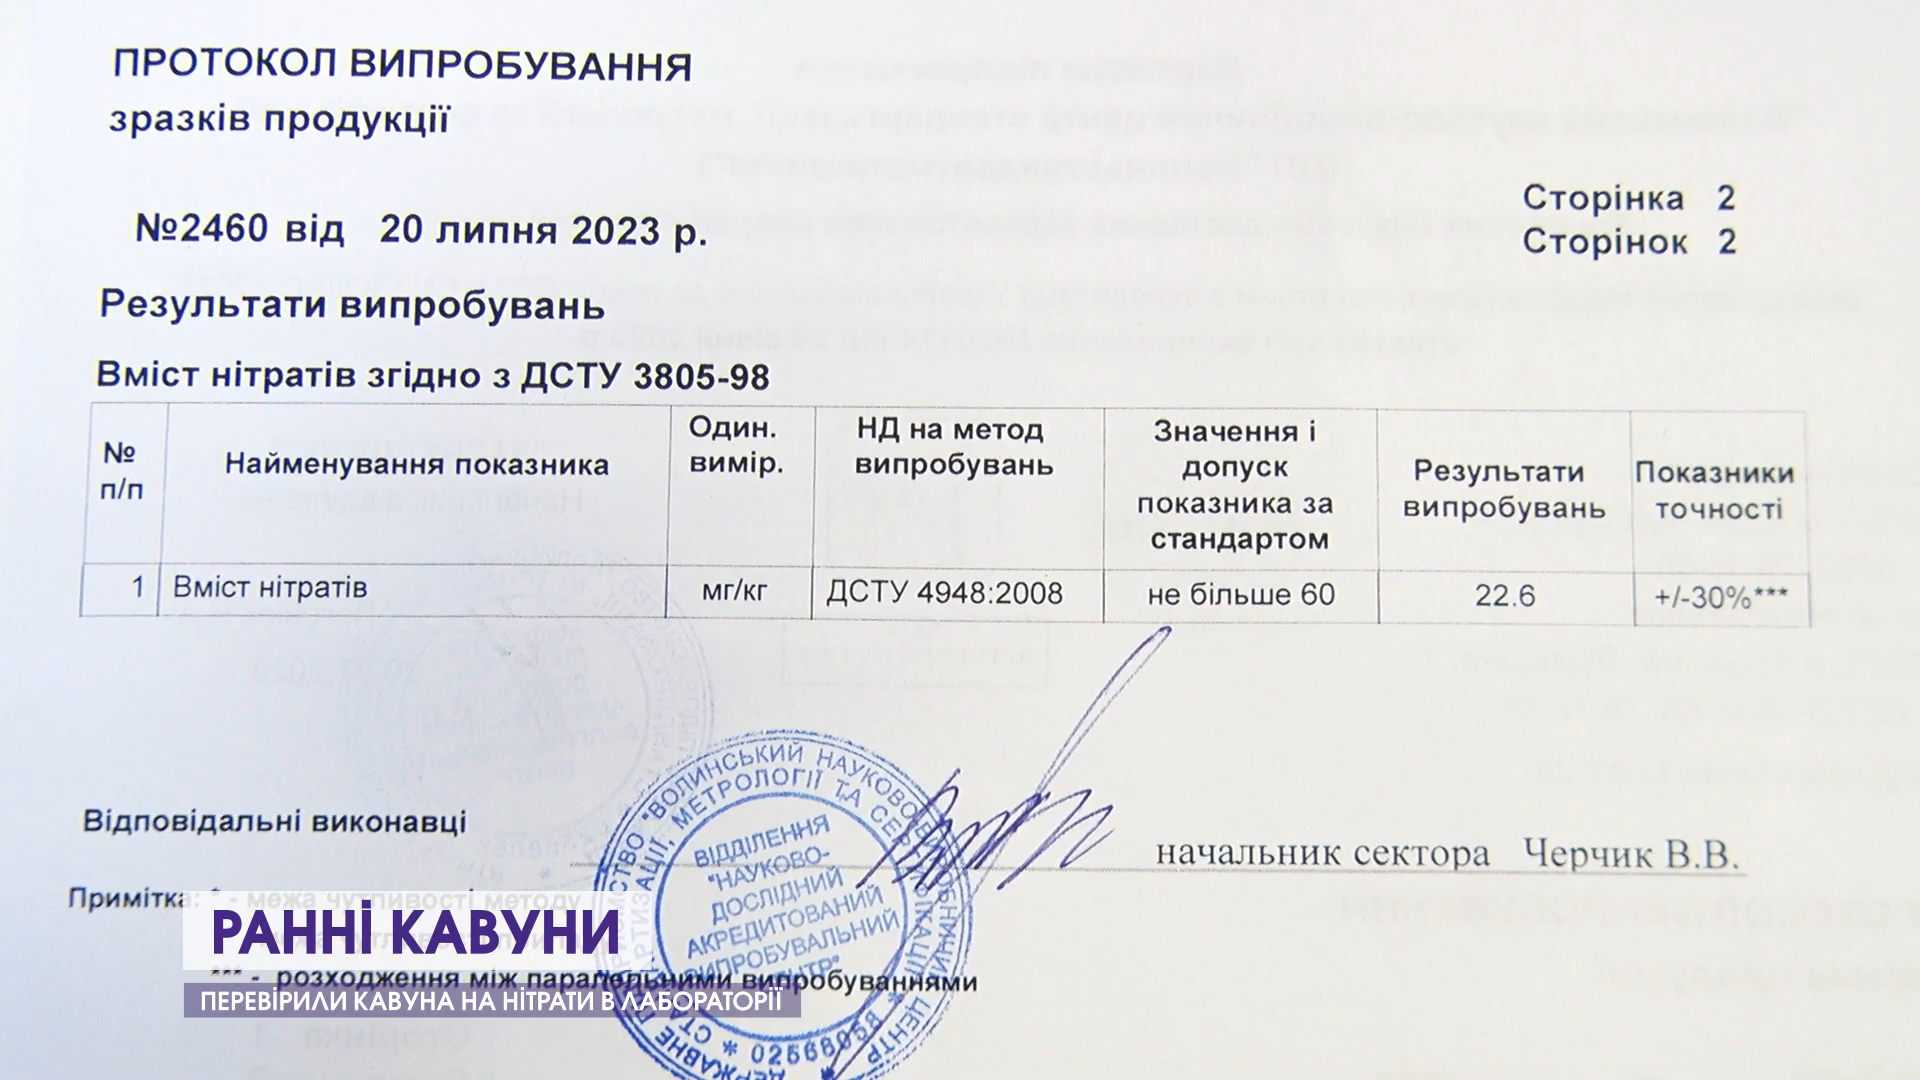 ПРОТОКОЛ ВИПРОБУВАННЯ
зразків продукції
№2460 від 20 липня 2023 р.
Сторінка 2
Сторінок 2
Результати випробувань
Вміст нітратів згідно з ДСТУ 3805-98
№ п/п
Найменування показника
Один. вимір.
НД на метод випробувань
Значення і допуск показника за стандартом
Результати випробувань
Показники точності
1 Вміст нітратів мг/кг ДСТУ 4948:2008 не більше 60 22.6 +/-30%***
Відповідальні виконавці
начальник сектора Черчик В.В.
Примітка: * - межа чутливості методу
*** - розходження між паралельними випробуваннями
РАННІ КАВУНИ
ПЕРЕВІРИЛИ КАВУНА НА НІТРАТИ В ЛАБОРАТОРІЇ
"ВОЛИНСЬКИЙ НАУКОВО-ВИРОБНИЧИЙ ЦЕНТР
МЕТРОЛОГІЇ ТА СЕРТИФІКАЦІЇ
ВІДДІЛЕННЯ
"НАУКОВО-
ДОСЛІДНИЙ
АКРЕДИТОВАНИЙ
ВИПРОБУВАЛЬНИЙ
ЦЕНТР"
* 02568058 *
ДЕРЖАВНЕ